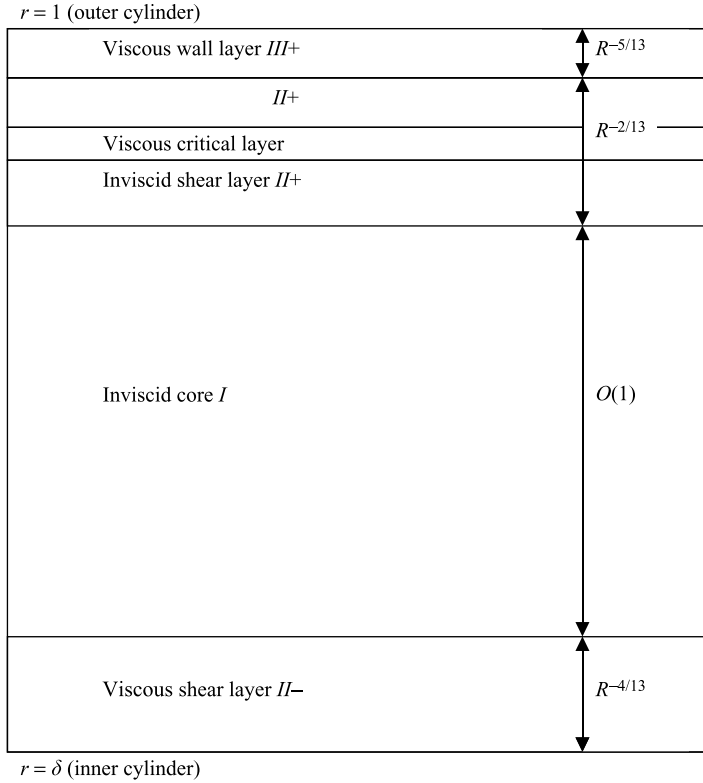 r = 1 (outer cylinder)
Viscous wall layer III+
R–5/13
II+
R–2/13
Viscous critical layer
Inviscid shear layer II+
Inviscid core I
O(1)
Viscous shear layer II–
R–4/13
r = δ (inner cylinder)